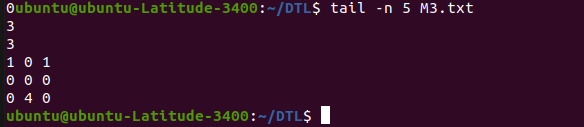 0ubuntu@ubuntu-Latitude-3400:~/DTL$ tail -n 5 M3.txt
3
3
1 0 1
0 0 0
0 4 0
ubuntu@ubuntu-Latitude-3400:~/DTL$